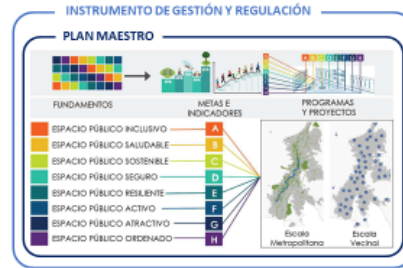 INSTRUMENTO DE GESTIÓN Y REGULACIÓN
PLAN MAESTRO
A B C D E F G H
FUNDAMENTOS
METAS E
INDICADORES
PROGRAMAS
Y PROYECTOS
ESPACIO PÚBLICO INCLUSIVO A
ESPACIO PÚBLICO SALUDABLE B
ESPACIO PÚBLICO SOSTENIBLE C
ESPACIO PÚBLICO SEGURO D
ESPACIO PÚBLICO RESILIENTE E
ESPACIO PÚBLICO ACTIVO F
ESPACIO PÚBLICO ATRACTIVO G
ESPACIO PÚBLICO ORDENADO H
Escala
Metropolitana
Escala
Vecinal